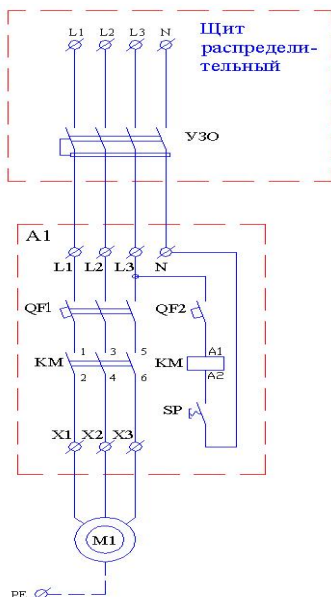 L1 L2 L3 N
Щит
распредели-
тельный
УЗО
A1
L1 L2 L3 N
QF1
QF2
1 3 5
KM
2 4 6
A1
KM
A2
SP
X1 X2 X3
M1
PE